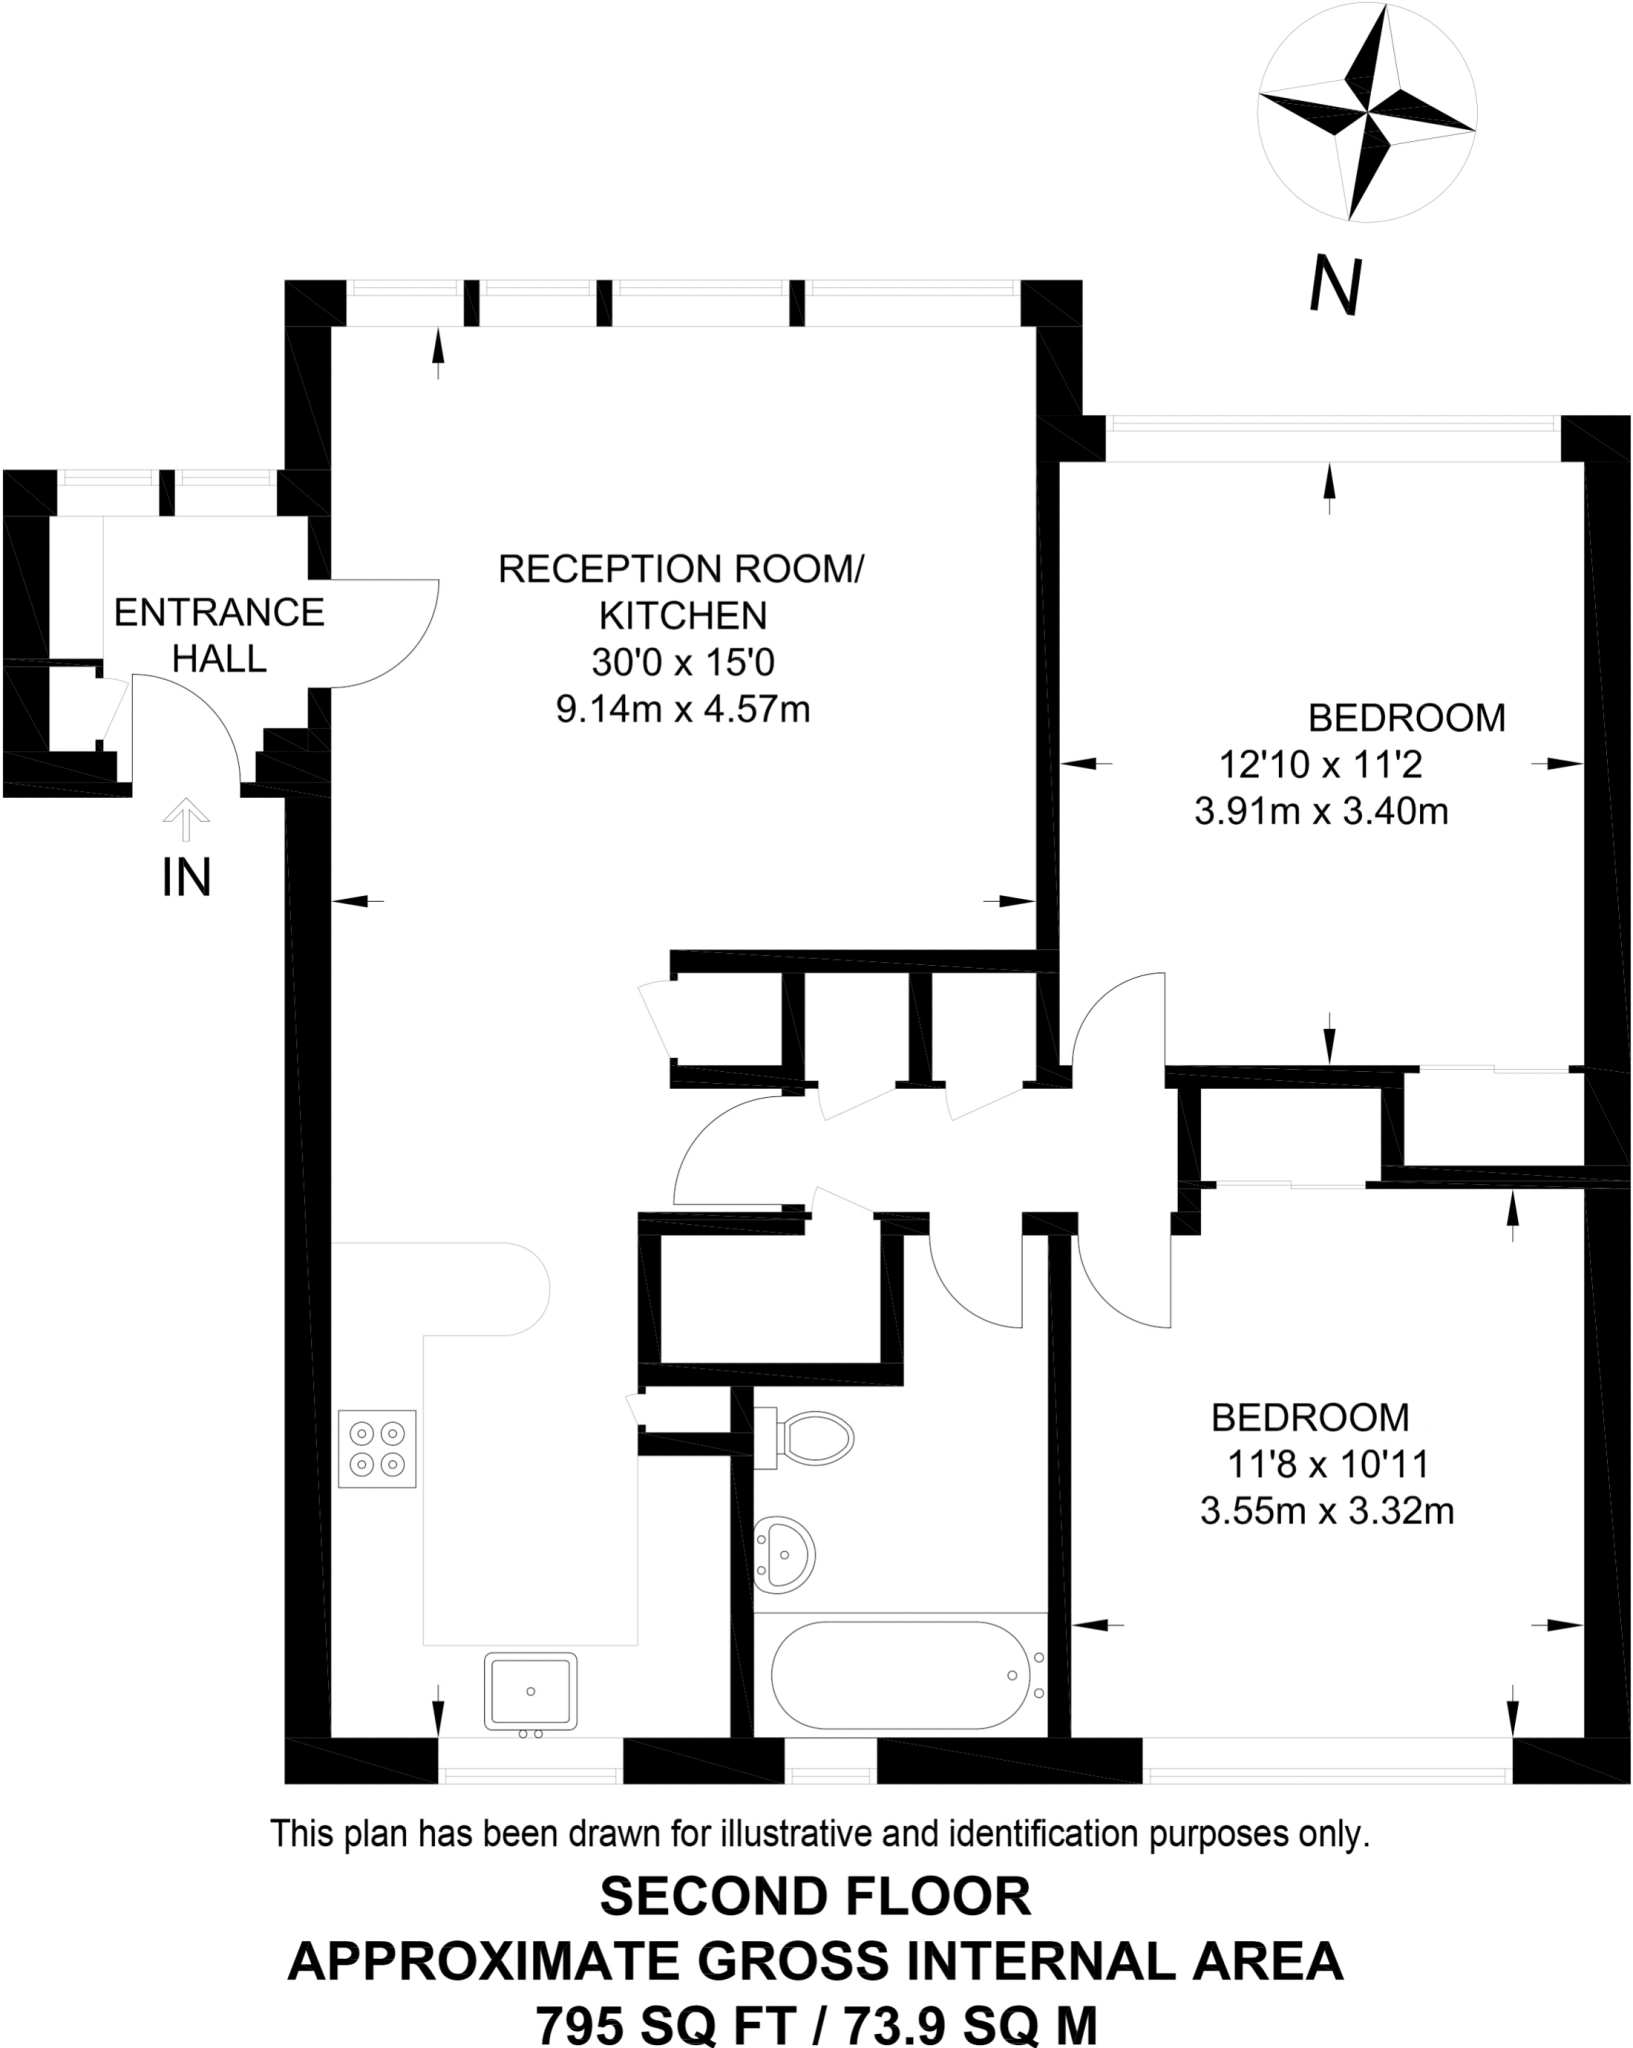 N
ENTRANCE
HALL
IN
RECEPTION ROOM/
KITCHEN
30'0 x 15'0
9.14m x 4.57m
BEDROOM
12'10 x 11'2
3.91m x 3.40m
BEDROOM
11'8 x 10'11
3.55m x 3.32m
This plan has been drawn for illustrative and identification purposes only.
SECOND FLOOR
APPROXIMATE GROSS INTERNAL AREA
795 SQ FT / 73.9 SQ M